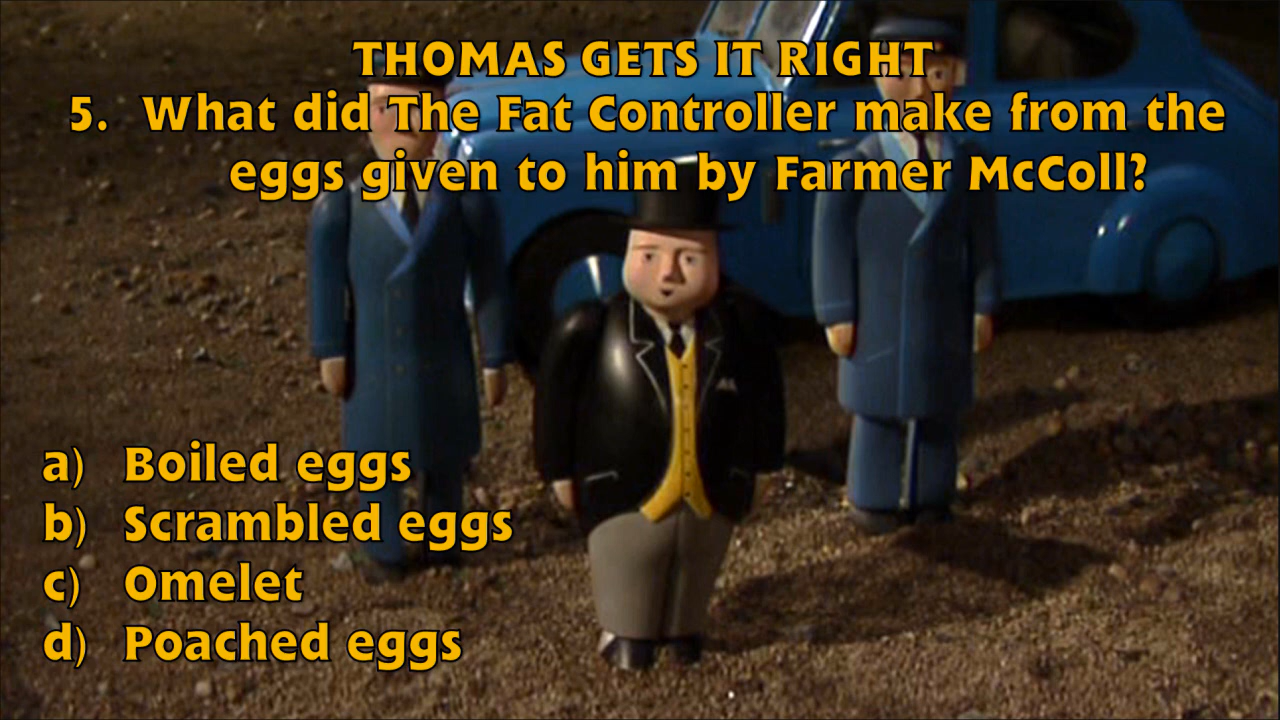 THOMAS GETS IT RIGHT
5. What did The Fat Controller make from the
eggs given to him by Farmer McColl?
a) Boiled eggs
b) Scrambled eggs
c) Omelet
d) Poached eggs